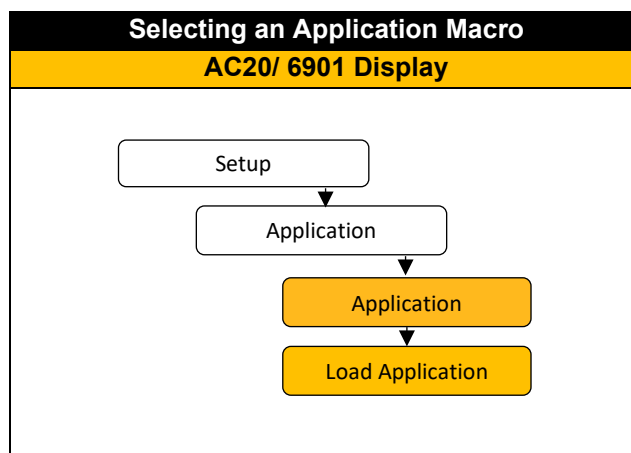 Selecting an Application Macro
AC20/ 6901 Display
Setup
Application
Application
Load Application